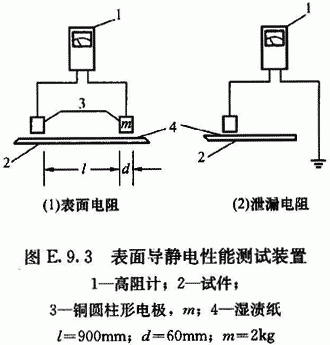 1
1
3
m
4
2
l
d
2
(1)表面电阻
(2)泄漏电阻
图 E.9.3 表面导静电性能测试装置
1—高阻计；2—试件；
3—铜圆柱形电极，m；4—湿渍纸
l=900mm；d=60mm；m=2kg